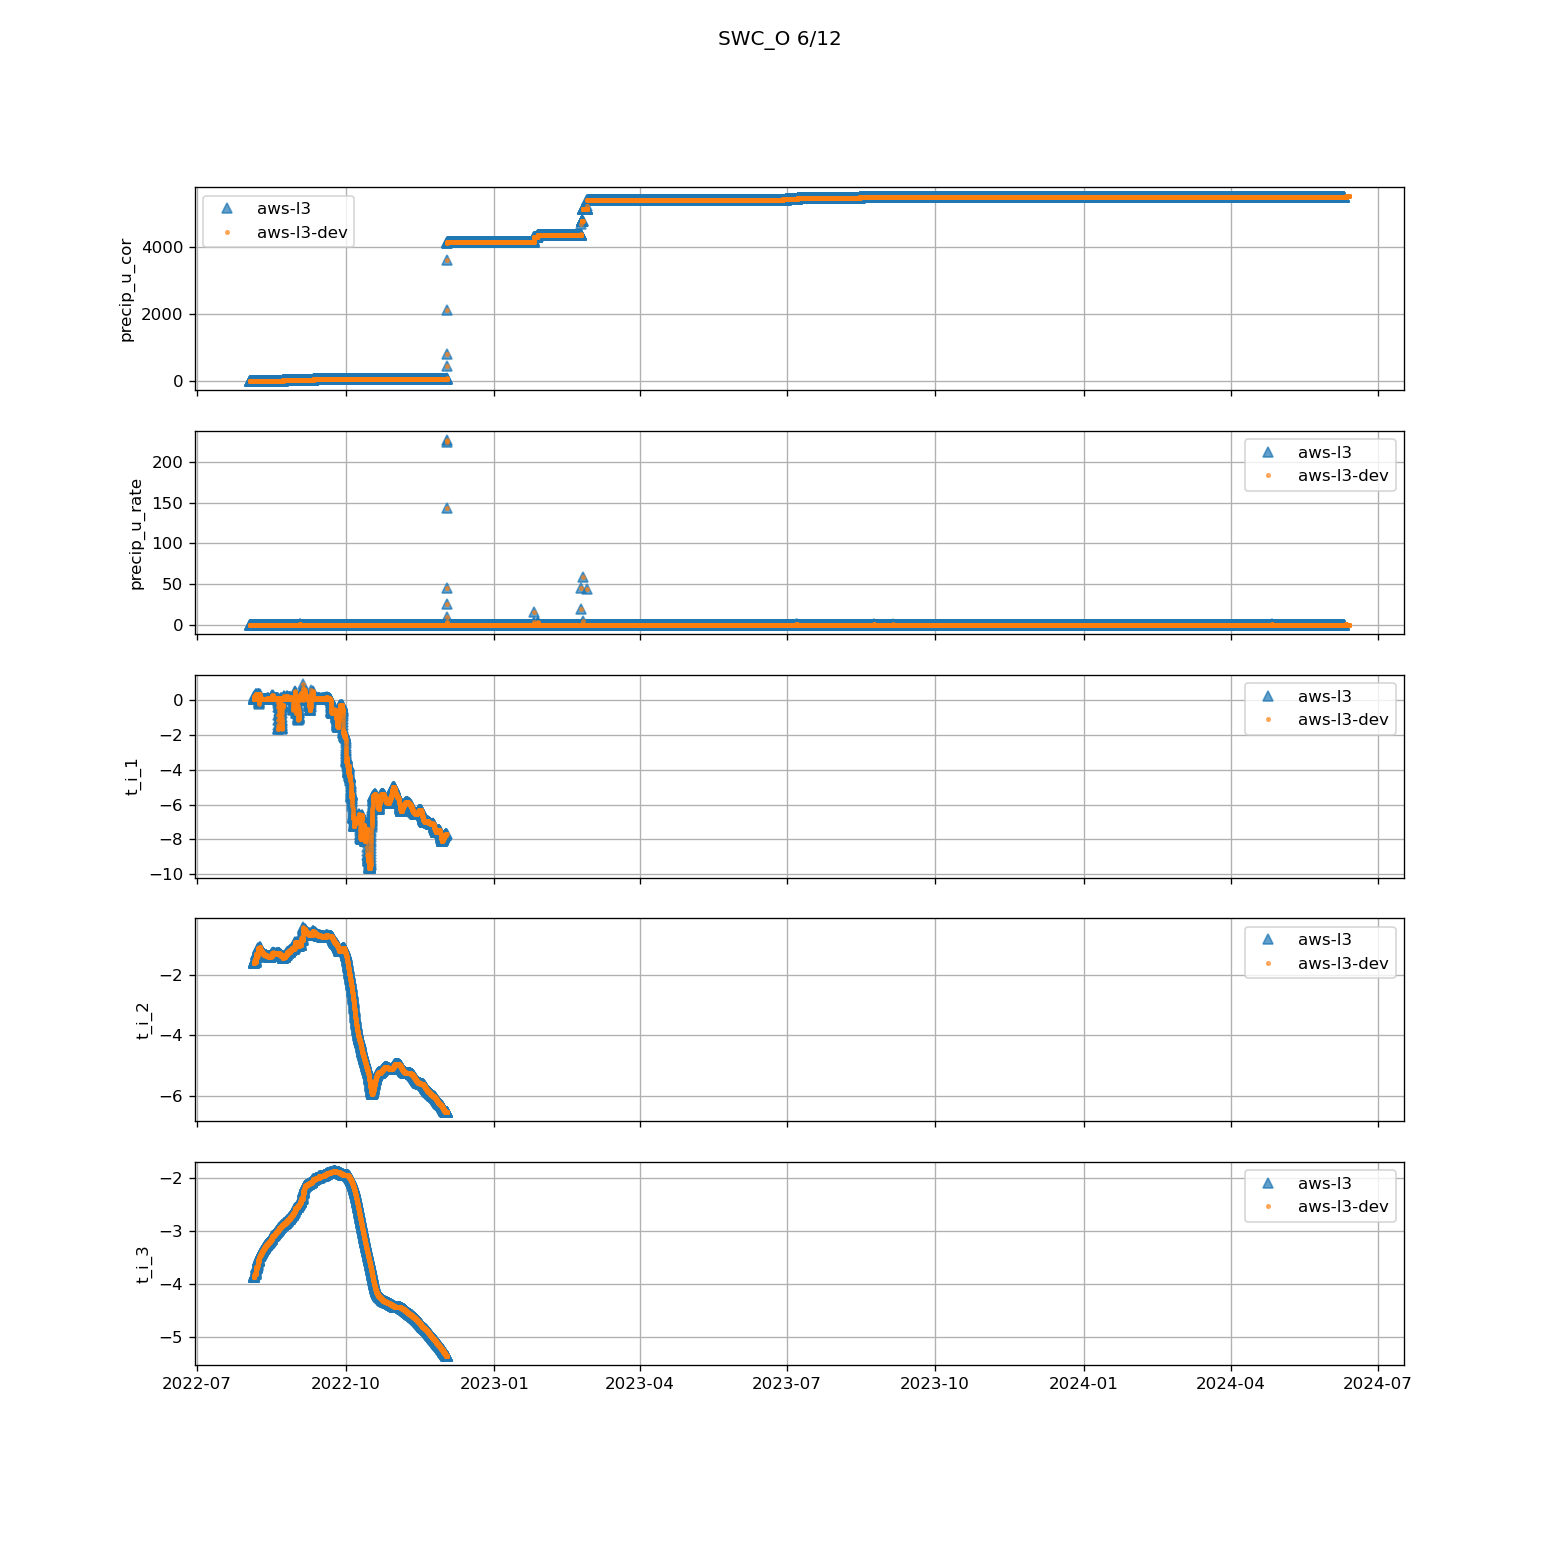 SWC_O 6/12
precip_u_cor
4000
2000
0
aws-l3
aws-l3-dev
precip_u_rate
200
150
100
50
0
aws-l3
aws-l3-dev
t_i_1
0
−2
−4
−6
−8
−10
aws-l3
aws-l3-dev
t_i_2
−2
−4
−6
aws-l3
aws-l3-dev
t_i_3
−2
−3
−4
−5
aws-l3
aws-l3-dev
2022-07 2022-10 2023-01 2023-04 2023-07 2023-10 2024-01 2024-04 2024-07